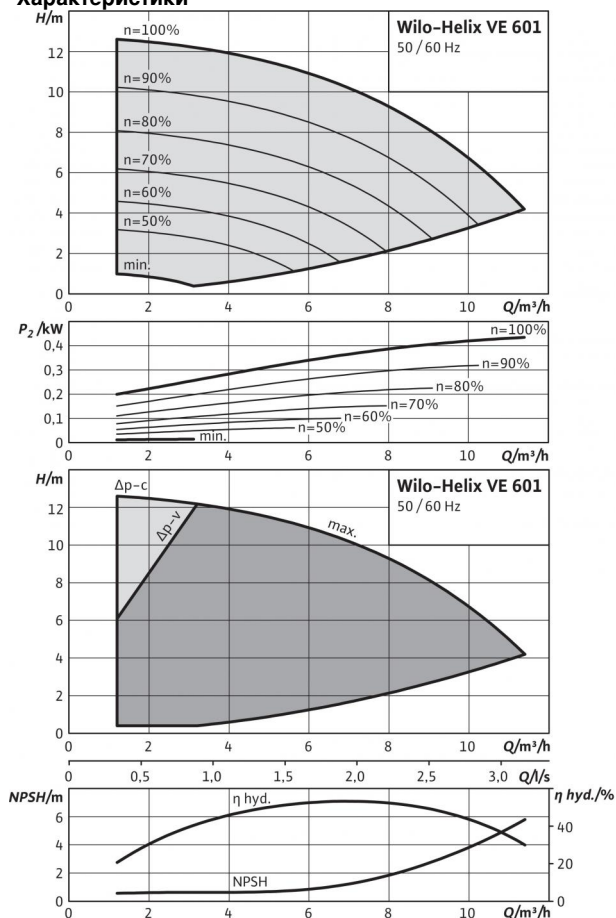 Характеристики
H/m
Wilo-Helix VE 601
50 / 60 Hz
n=100%
12
n=90%
10
n=80%
8
n=70%
6
n=60%
4
n=50%
2
min.
0
0 2 4 6 8 10 Q/m³/h
P₂ /kW
n=100%
0,4
n=90%
0,3
n=80%
0,2
n=70%
0,1
n=60%
n=50%
0
min.
0 2 4 6 8 10 Q/m³/h
H/m
Δp-c
Wilo-Helix VE 601
50 / 60 Hz
12
Δp-v
max.
10
8
6
4
2
0
0 2 4 6 8 10 Q/m³/h
0 0,5 1,0 1,5 2,0 2,5 3,0 Q/l/s
NPSH/m
η hyd.
η hyd./%
6
40
4
20
2
NPSH
0
0
0 2 4 6 8 10 Q/m³/h